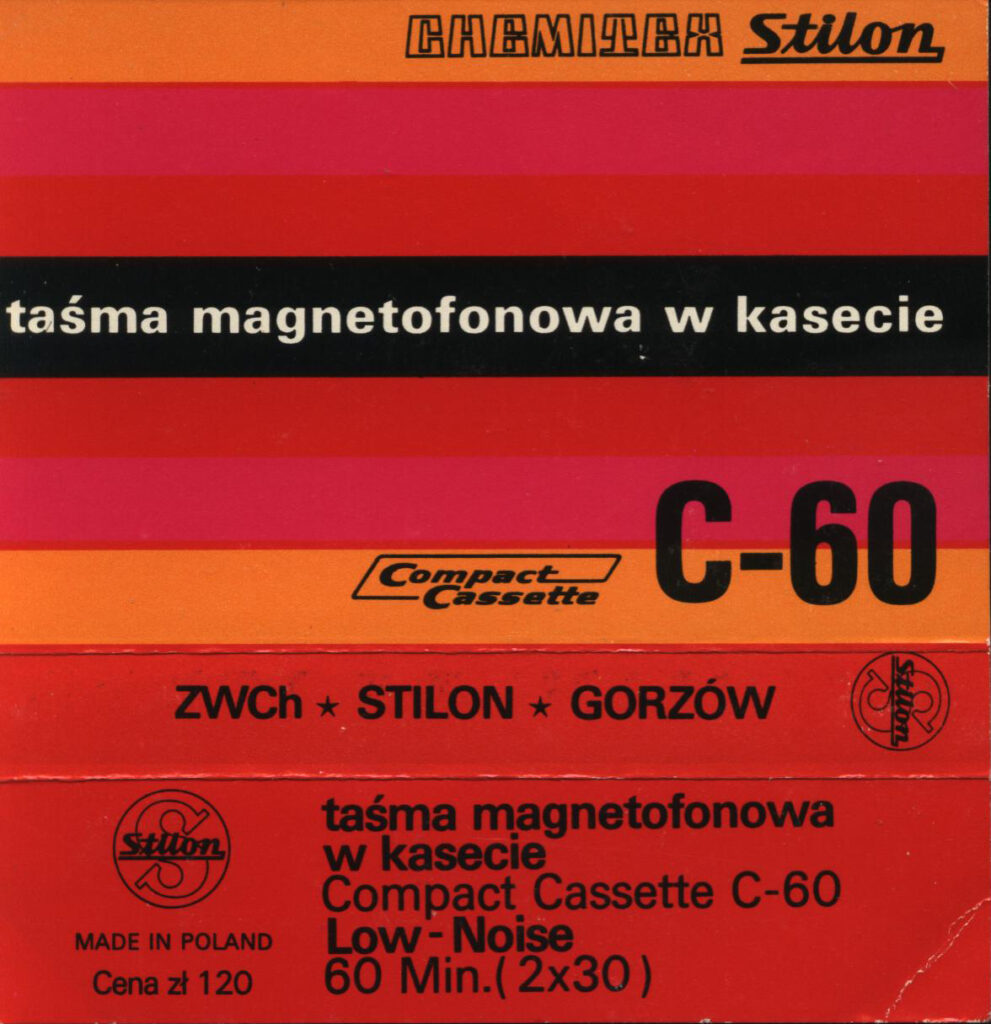 CHEMITEX Stilon
taśma magnetofonowa w kasecie
C-60
Compact
Cassette
ZWCh ★ STILON ★ GORZÓW
Stilon
Stilon
MADE IN POLAND
Cena zł 120
taśma magnetofonowa
w kasecie
Compact Cassette C-60
Low-Noise
60 Min.(2x30)